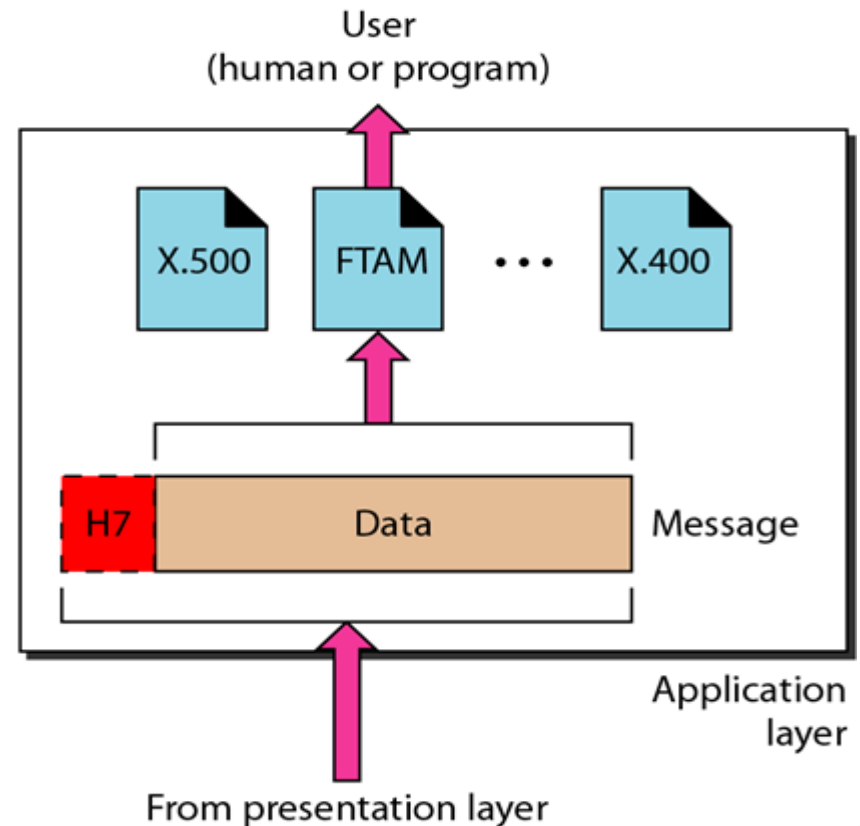 User
(human or program)
X.500 FTAM ... X.400
H7 Data Message
Application
layer
From presentation layer